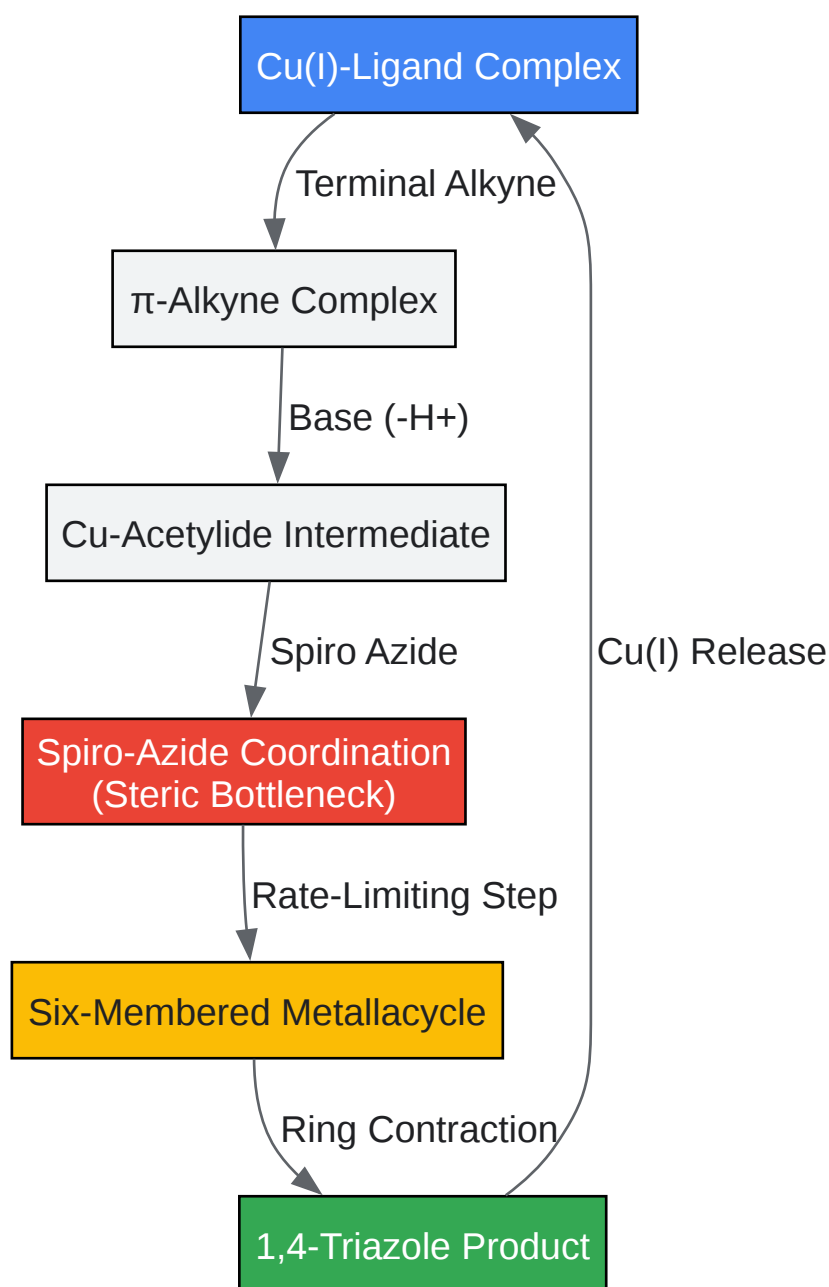 Cu(I)-Ligand Complex
Terminal Alkyne
π-Alkyne Complex
Base (-H+)
Cu-Acetylide Intermediate
Spiro Azide
Cu(I) Release
Spiro-Azide Coordination
(Steric Bottleneck)
Rate-Limiting Step
Six-Membered Metallacycle
Ring Contraction
1,4-Triazole Product